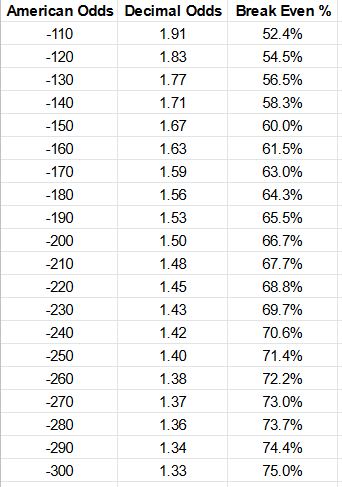 American Odds Decimal Odds Break Even %
-110 1.91 52.4%
-120 1.83 54.5%
-130 1.77 56.5%
-140 1.71 58.3%
-150 1.67 60.0%
-160 1.63 61.5%
-170 1.59 63.0%
-180 1.56 64.3%
-190 1.53 65.5%
-200 1.50 66.7%
-210 1.48 67.7%
-220 1.45 68.8%
-230 1.43 69.7%
-240 1.42 70.6%
-250 1.40 71.4%
-260 1.38 72.2%
-270 1.37 73.0%
-280 1.36 73.7%
-290 1.34 74.4%
-300 1.33 75.0%